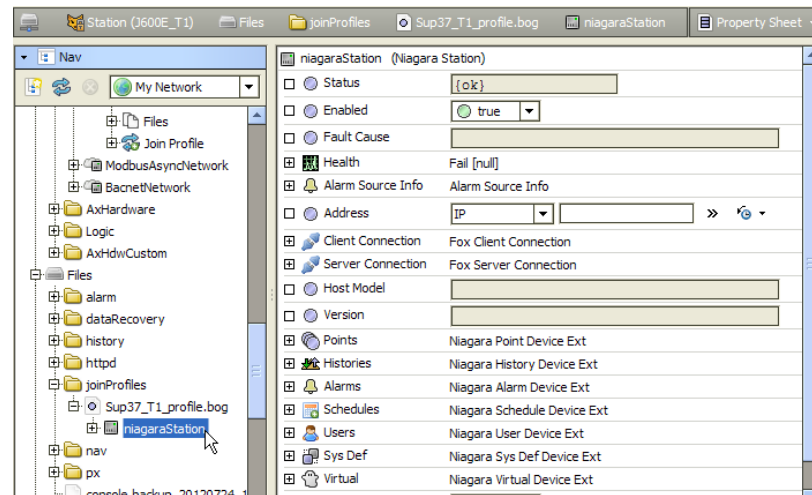 Station (J600E_T1) Files joinProfiles Sup37_T1_profile.bog niagaraStation Property Sheet
Nav
My Network
Files
Join Profile
ModbusAsyncNetwork
BacnetNetwork
AxHardware
Logic
AxHdwCustom
Files
alarm
dataRecovery
history
httpd
joinProfiles
Sup37_T1_profile.bog
niagaraStation
nav
px
console_backup_20120724_1
niagaraStation (Niagara Station)
Status {ok}
Enabled true
Fault Cause
Health Fail [null]
Alarm Source Info Alarm Source Info
Address IP
Client Connection Fox Client Connection
Server Connection Fox Server Connection
Host Model
Version
Points Niagara Point Device Ext
Histories Niagara History Device Ext
Alarms Niagara Alarm Device Ext
Schedules Niagara Schedule Device Ext
Users Niagara User Device Ext
Sys Def Niagara Sys Def Device Ext
Virtual Niagara Virtual Device Ext